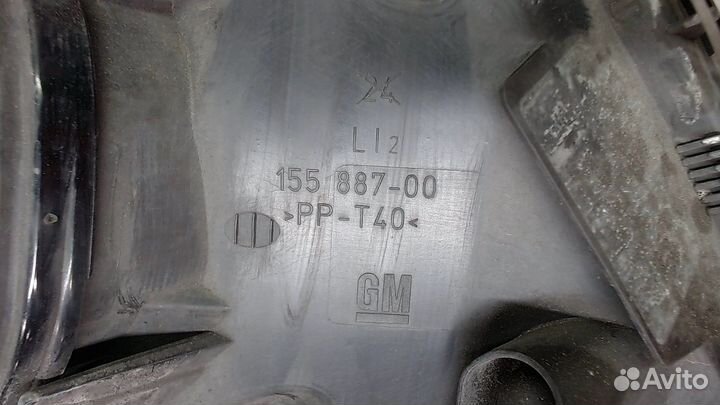 24
LI2
155 887-00
>PP-T40<
GM
Avito